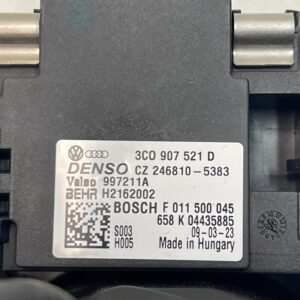 3C0 907 521 D
DENSO CZ 246810-5383
Valeo 997211A
BEHR H2162002
BOSCH F 011 500 045
658 K 04435885
S003 09-03-23
H005 Made in Hungary